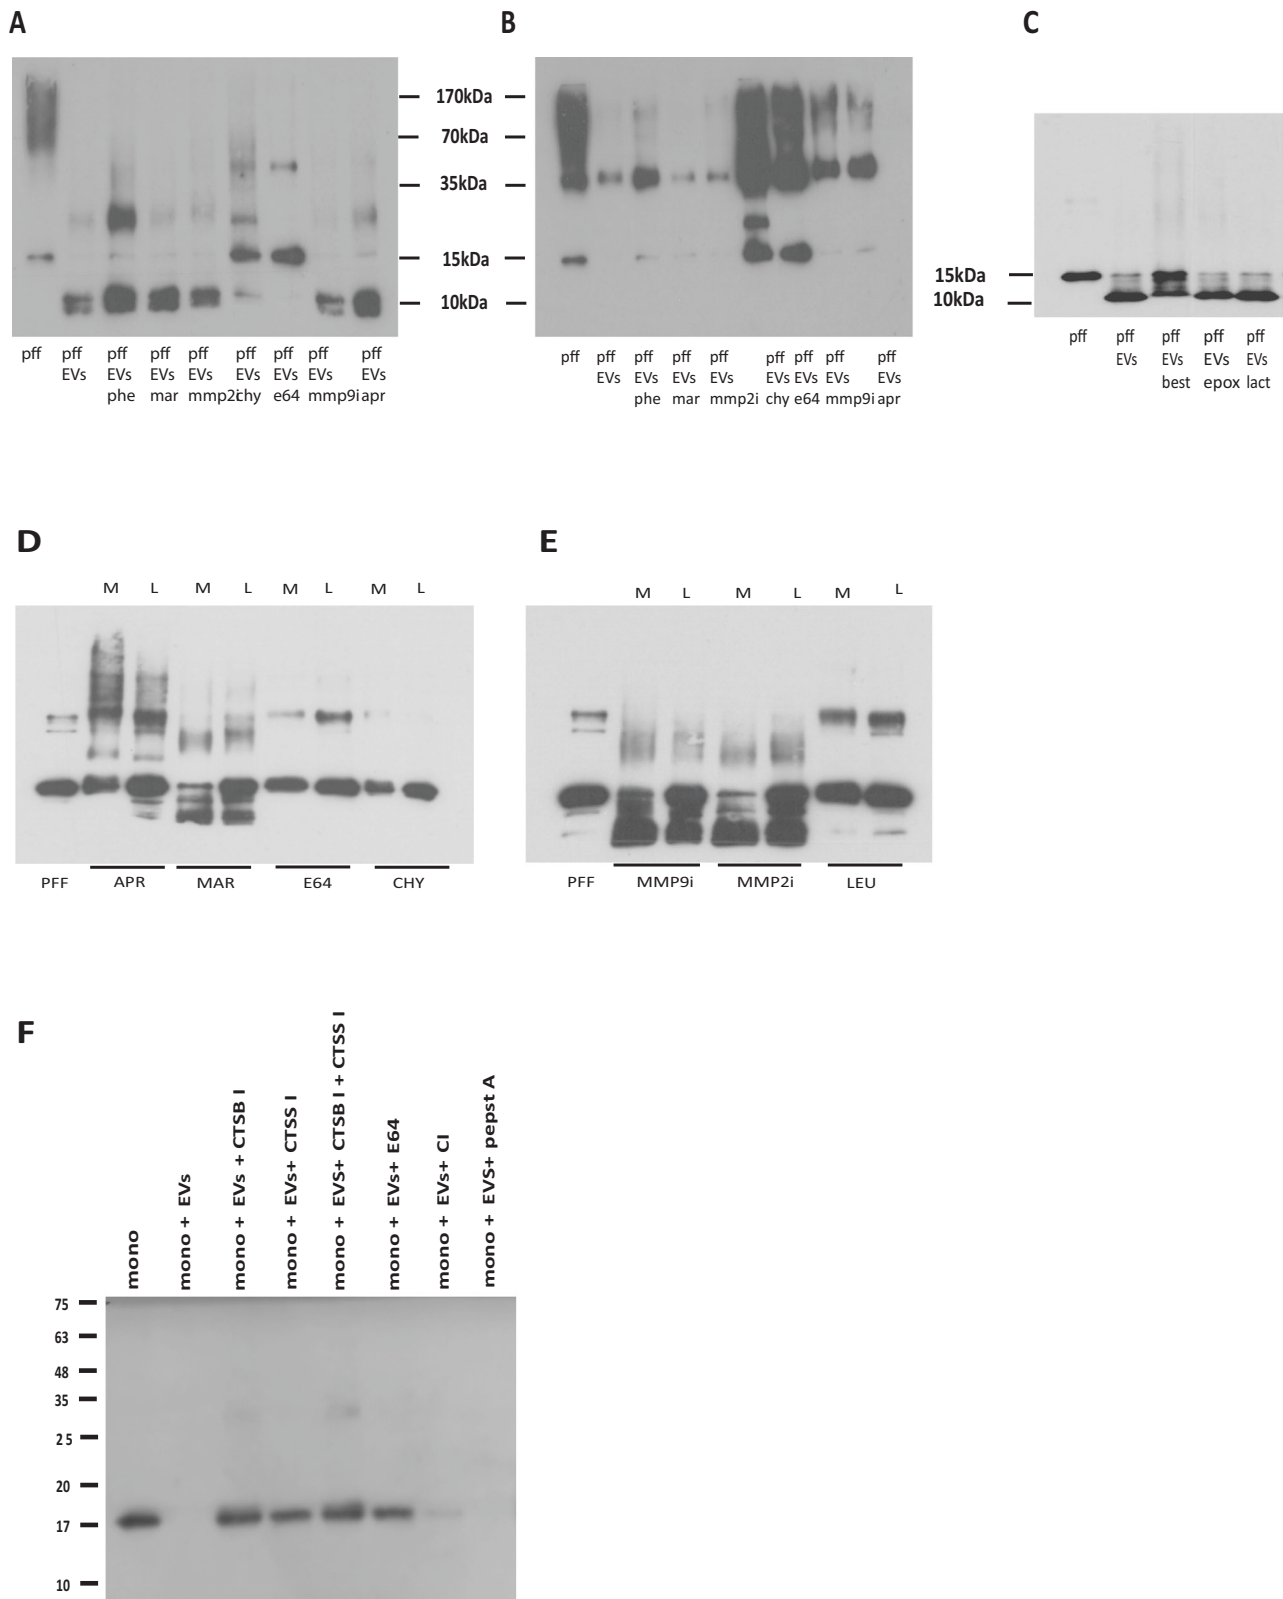 A
B
C
170kDa
70kDa
35kDa
15kDa
10kDa
15kDa
10kDa
pff
pff
EVs
pff
EVs
phe
pff
EVs
mar
pff
EVs
mmp2i
pff
EVs
chy
pff
EVs
e64
pff
EVs
mmp9i
pff
EVs
apr
pff
pff
EVs
pff
EVs
phe
pff
EVs
mar
pff
EVs
mmp2i
pff
EVs
chy
pff
EVs
e64
pff
EVs
mmp9i
pff
EVs
apr
pff
pff
EVs
pff
EVs
best
pff
EVs
epox
pff
EVs
lact
D
M L M L M L M L
PFF APR MAR E64 CHY
E
M L M L M L
PFF MMP9i MMP2i LEU
F
mono
mono + EVs
mono + EVs + CTSB I
mono + EVs+ CTSS I
mono + EVS+ CTSB I + CTSS I
mono + EVs+ E64
mono + EVs+ CI
mono + EVS+ pepst A
75
63
48
35
25
20
17
10